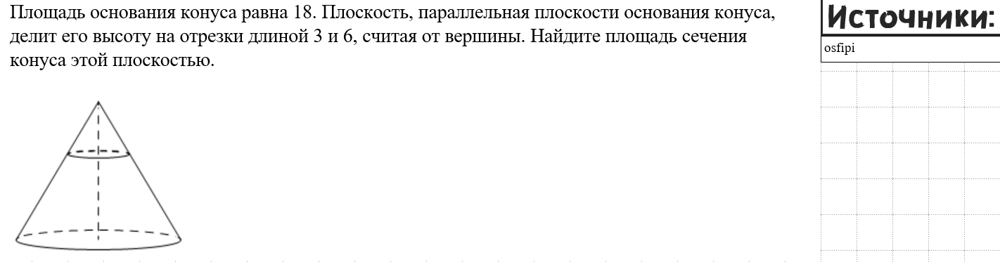 Площадь основания конуса равна 18. Плоскость, параллельная плоскости основания конуса,
делит его высоту на отрезки длиной 3 и 6, считая от вершины. Найдите площадь сечения
конуса этой плоскостью.
Источники:
osfipi